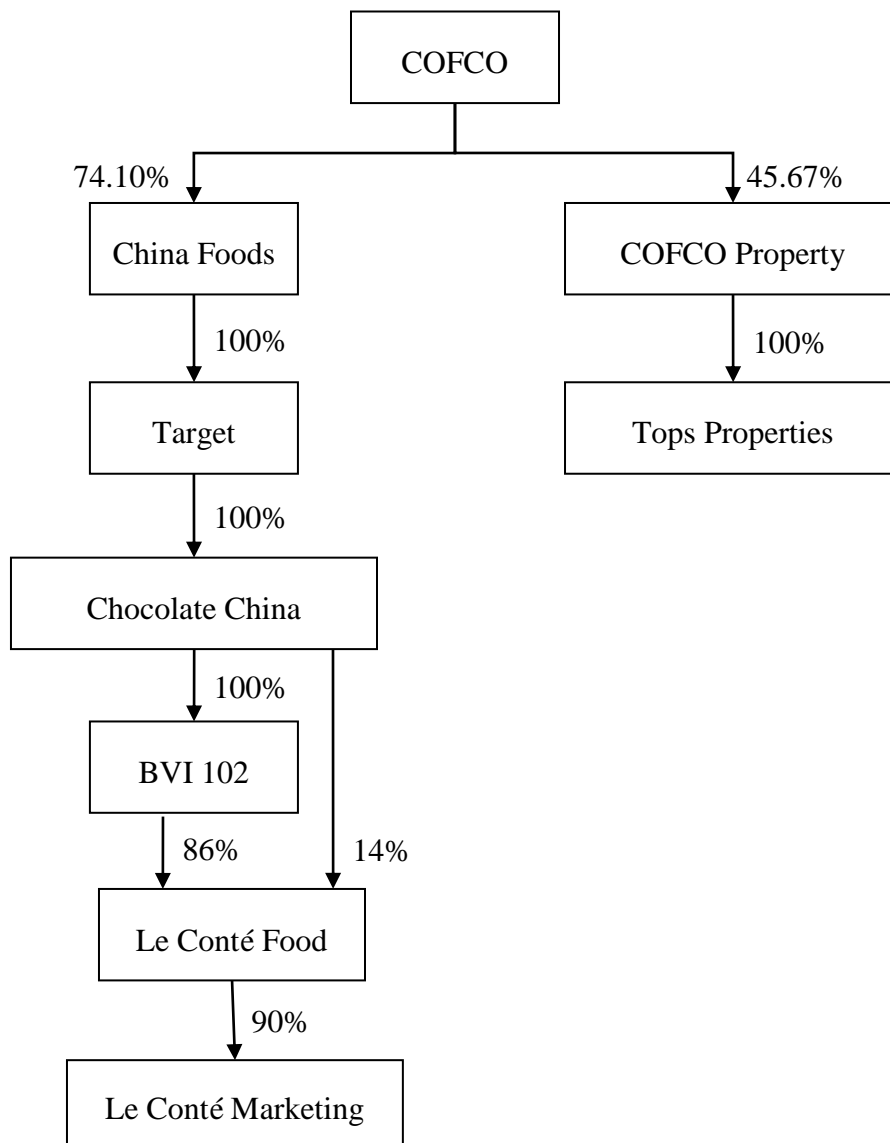 COFCO
74.10%
45.67%
China Foods
COFCO Property
100%
100%
Target
Tops Properties
100%
Chocolate China
100%
BVI 102
86%
14%
Le Conté Food
90%
Le Conté Marketing